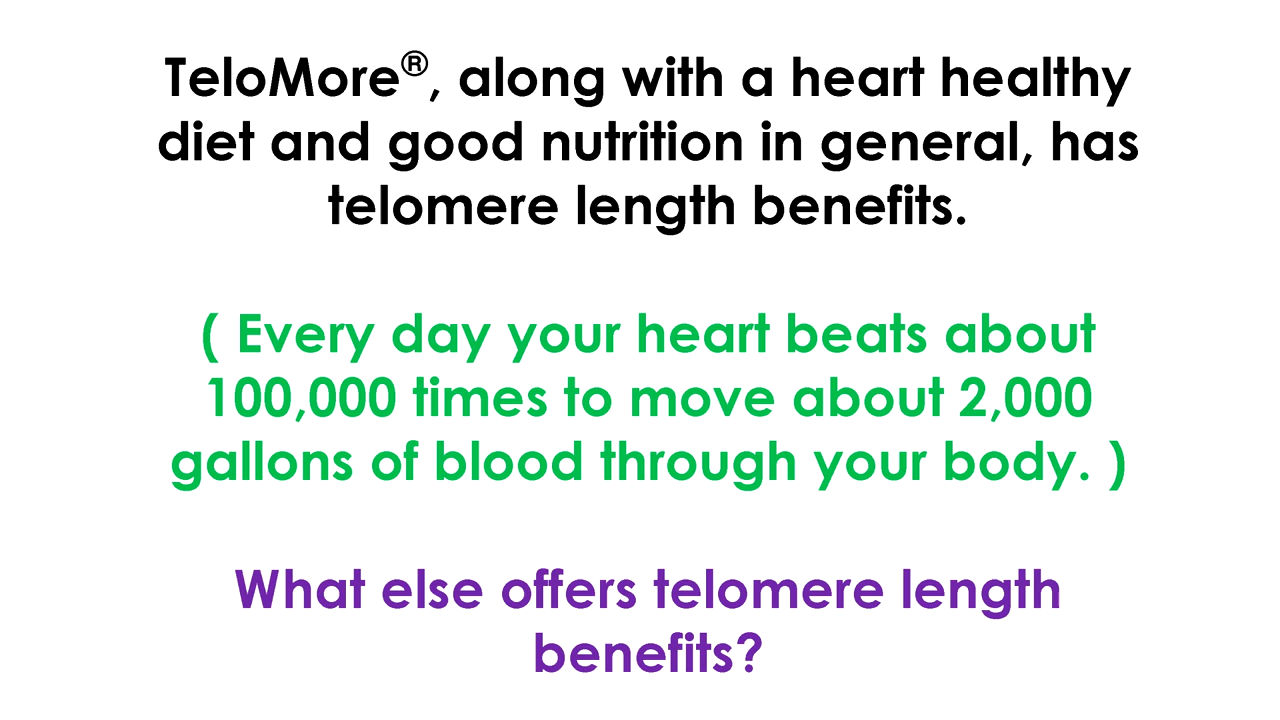 TeloMore®, along with a heart healthy
diet and good nutrition in general, has
telomere length benefits.
( Every day your heart beats about
100,000 times to move about 2,000
gallons of blood through your body. )
What else offers telomere length
benefits?